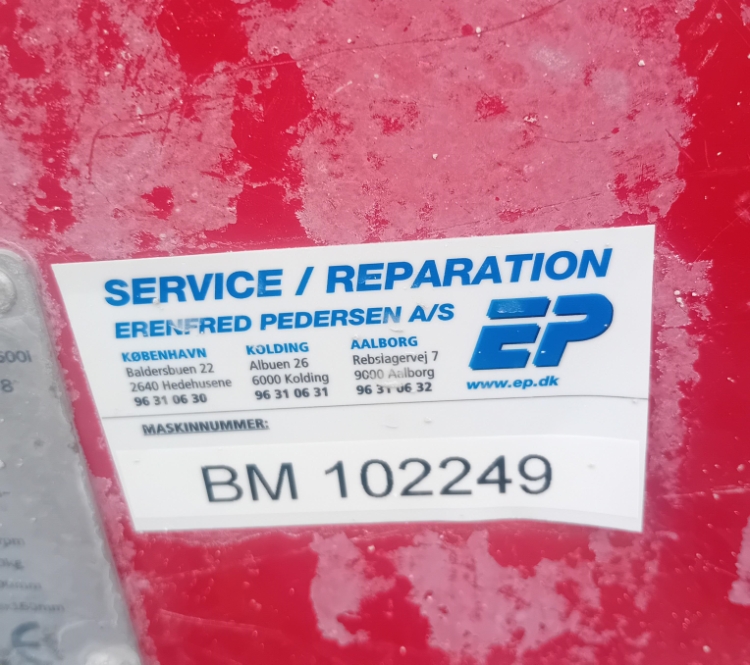 SERVICE / REPARATION
ERENFRED PEDERSEN A/S
EP
www.ep.dk
KØBENHAVN
Baldersbuen 22
2640 Hedehusene
96 31 06 30
KOLDING
Albuen 26
6000 Kolding
96 31 06 31
AALBORG
Rebslagervej 7
9000 Aalborg
96 31 06 32
MASKINNUMMER:
BM 102249